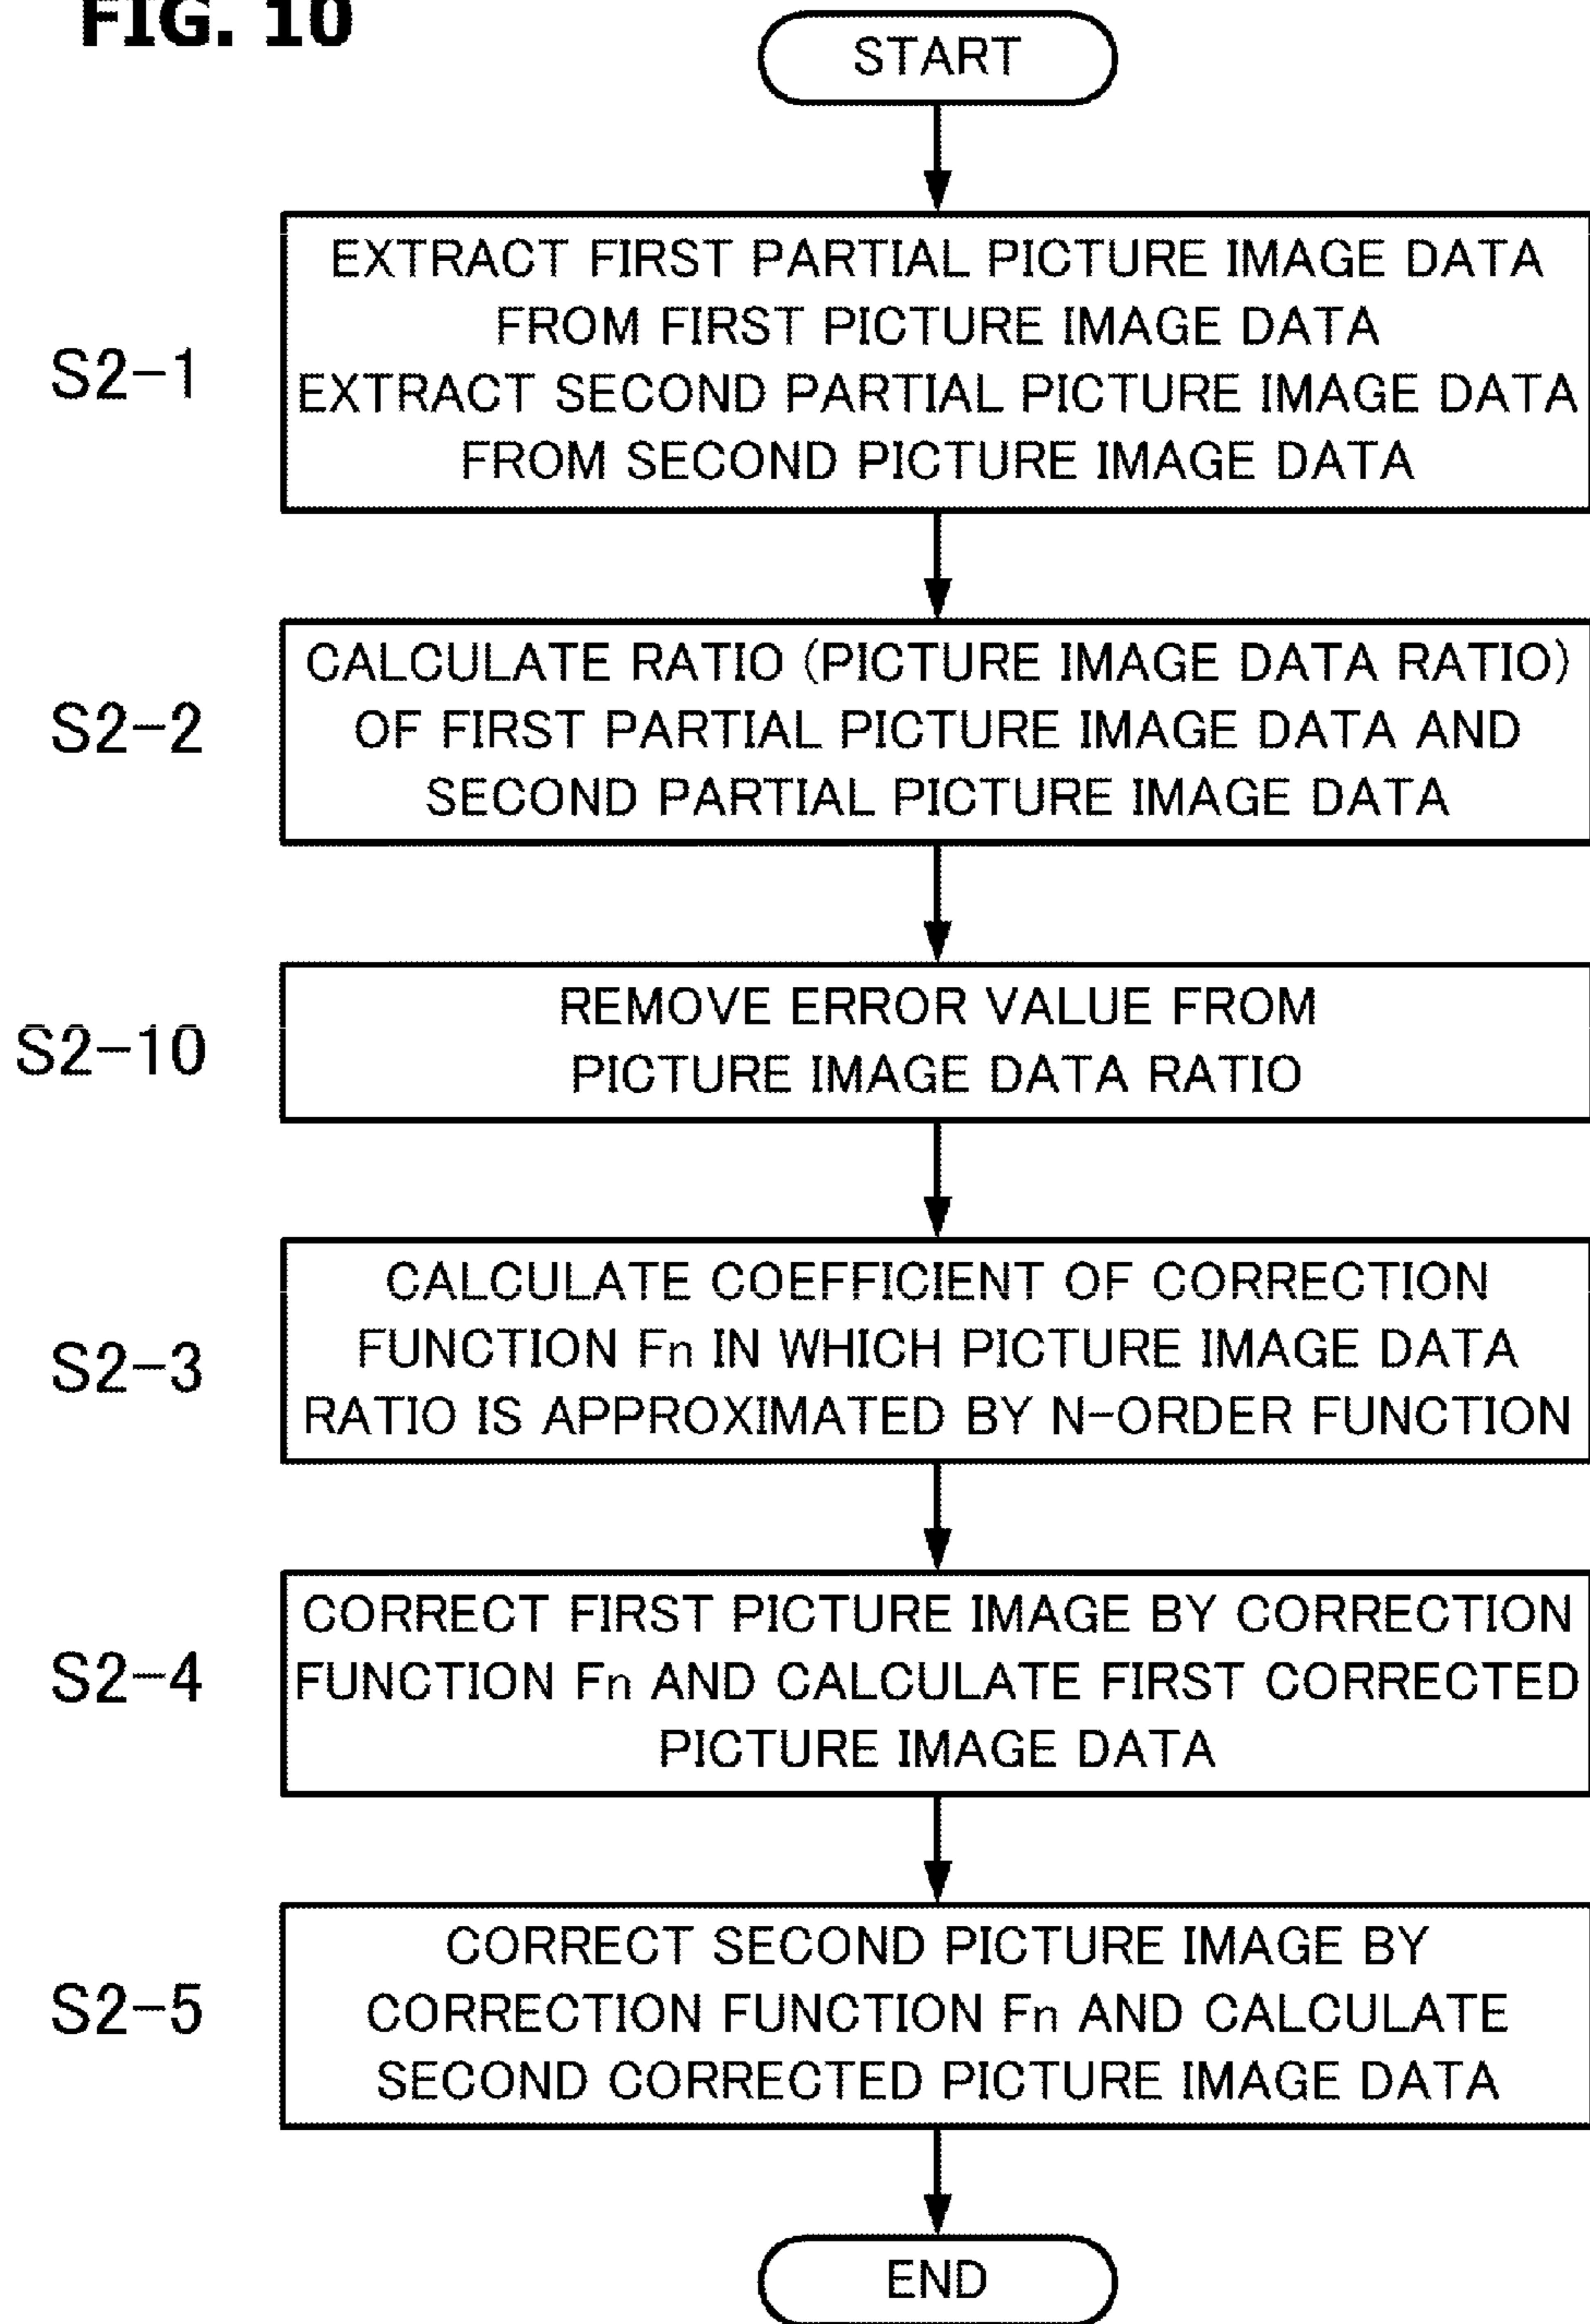 FIG. 10
START
S2-1
EXTRACT FIRST PARTIAL PICTURE IMAGE DATA
FROM FIRST PICTURE IMAGE DATA
EXTRACT SECOND PARTIAL PICTURE IMAGE DATA
FROM SECOND PICTURE IMAGE DATA
S2-2
CALCULATE RATIO (PICTURE IMAGE DATA RATIO)
OF FIRST PARTIAL PICTURE IMAGE DATA AND
SECOND PARTIAL PICTURE IMAGE DATA
S2-10
REMOVE ERROR VALUE FROM
PICTURE IMAGE DATA RATIO
S2-3
CALCULATE COEFFICIENT OF CORRECTION
FUNCTION Fn IN WHICH PICTURE IMAGE DATA
RATIO IS APPROXIMATED BY N-ORDER FUNCTION
S2-4
CORRECT FIRST PICTURE IMAGE BY CORRECTION
FUNCTION Fn AND CALCULATE FIRST CORRECTED
PICTURE IMAGE DATA
S2-5
CORRECT SECOND PICTURE IMAGE BY
CORRECTION FUNCTION Fn AND CALCULATE
SECOND CORRECTED PICTURE IMAGE DATA
END